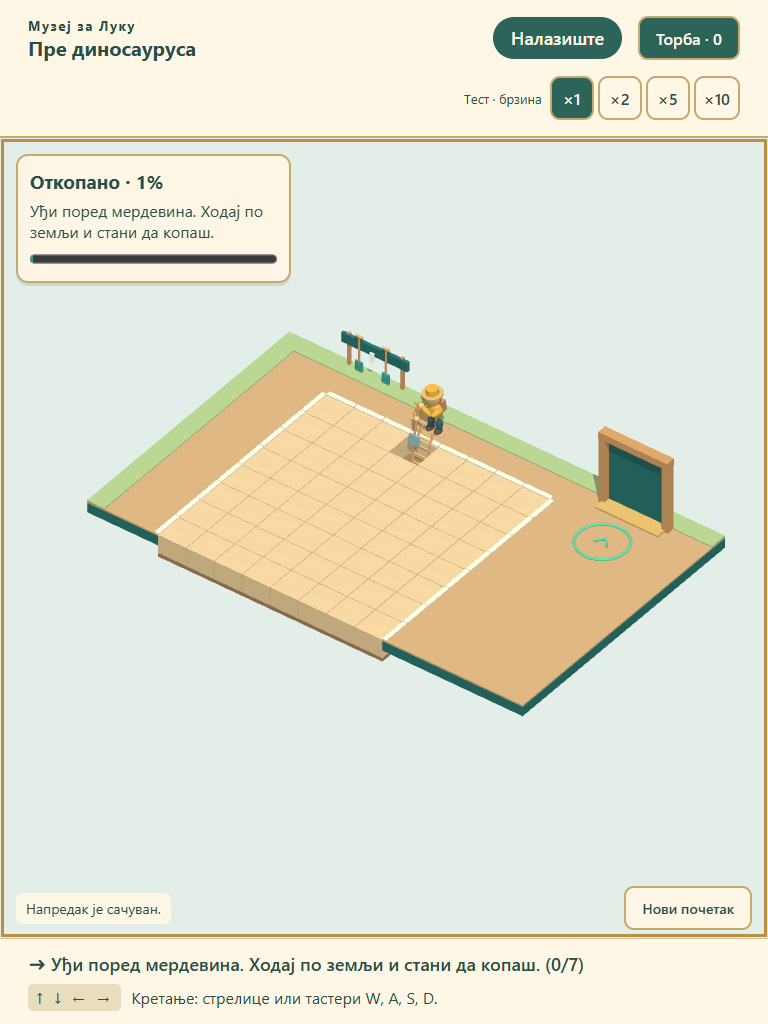 Музеј за Луку
Пре диносауруса
Налазиште
Торба · 0
Тест · брзина
×1
×2
×5
×10
Откопано · 1%
Уђи поред мердевина. Ходај по
земљи и стани да копаш.
Напредак је сачуван.
Нови почетак
→ Уђи поред мердевина. Ходај по земљи и стани да копаш. (0/7)
↑ ↓ ← → Кретање: стрелице или тастери W, A, S, D.